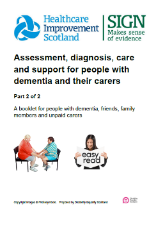 Healthcare
Improvement
Scotland
SIGN
Makes sense
of evidence
Assessment, diagnosis, care
and support for people with
dementia and their carers
Part 2 of 2
A booklet for people with dementia, friends, family
members and unpaid carers
easy
read